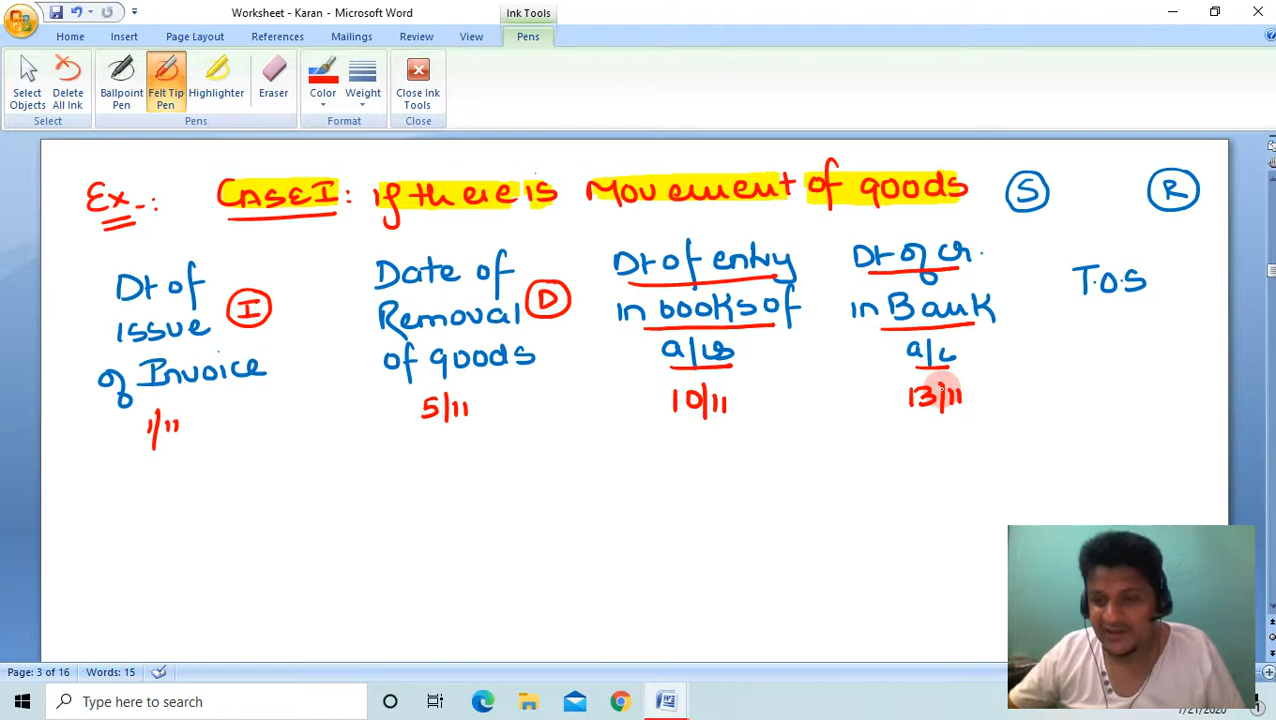 Worksheet - Karan - Microsoft Word
Ink Tools
Home Insert Page Layout References Mailings Review View Pens
Select Objects
Delete All Ink
Ballpoint Pen
Felt Tip Pen
Highlighter
Eraser
Color
Weight
Close Ink Tools
Select
Pens
Format
Close
Ex-: CASE I: if there is Movement of goods S R
Dt of issue of Invoice I
1/11
Date of Removal of goods D
5/11
Dt of entry in books of a/cs
10/11
Dt of cr. in Bank a/c
13/11
T.O.S
Page: 3 of 16 Words: 15
Type here to search
7/21/2020